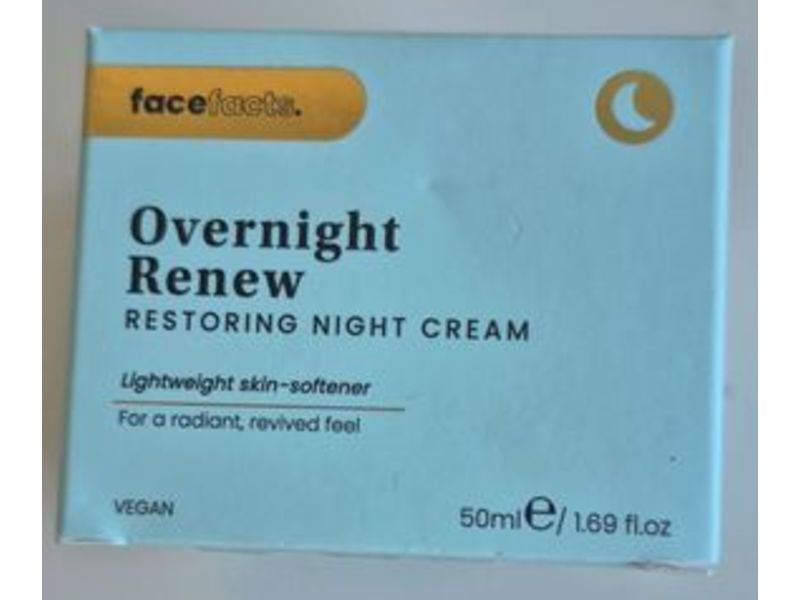 facefacts.
Overnight
Renew
RESTORING NIGHT CREAM
Lightweight skin-softener
For a radiant, revived feel
VEGAN
50ml℮/ 1.69 fl.oz